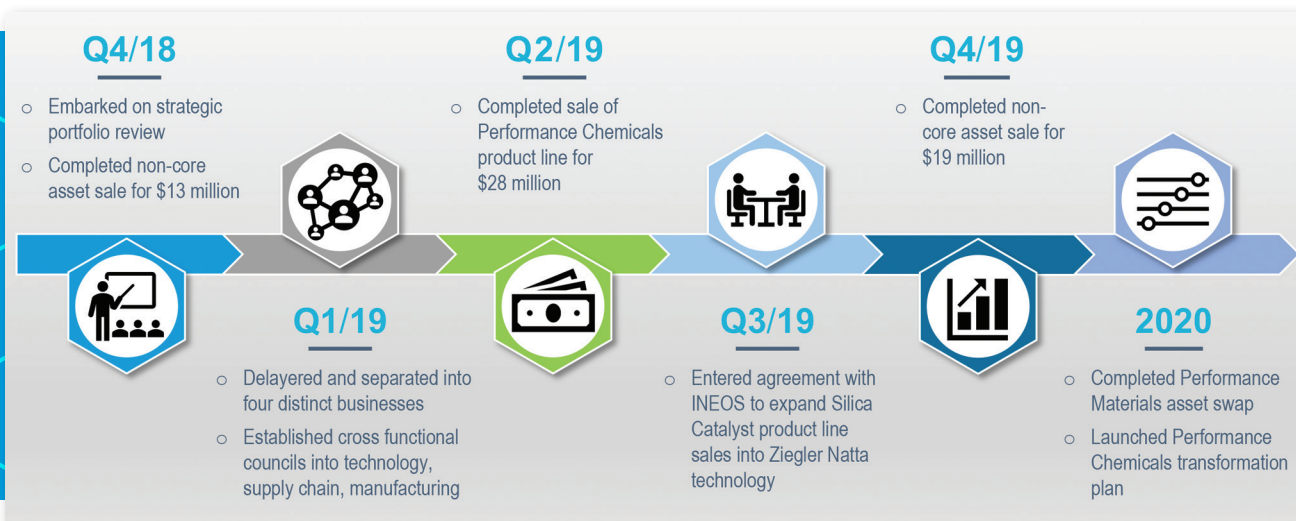 Q4/18
○ Embarked on strategic
portfolio review
○ Completed non-core
asset sale for $13 million
Q1/19
○ Delayered and separated into
four distinct businesses
○ Established cross functional
councils into technology,
supply chain, manufacturing
Q2/19
○ Completed sale of
Performance Chemicals
product line for
$28 million
Q3/19
○ Entered agreement with
INEOS to expand Silica
Catalyst product line
sales into Ziegler Natta
technology
Q4/19
○ Completed non-
core asset sale for
$19 million
2020
○ Completed Performance
Materials asset swap
○ Launched Performance
Chemicals transformation
plan